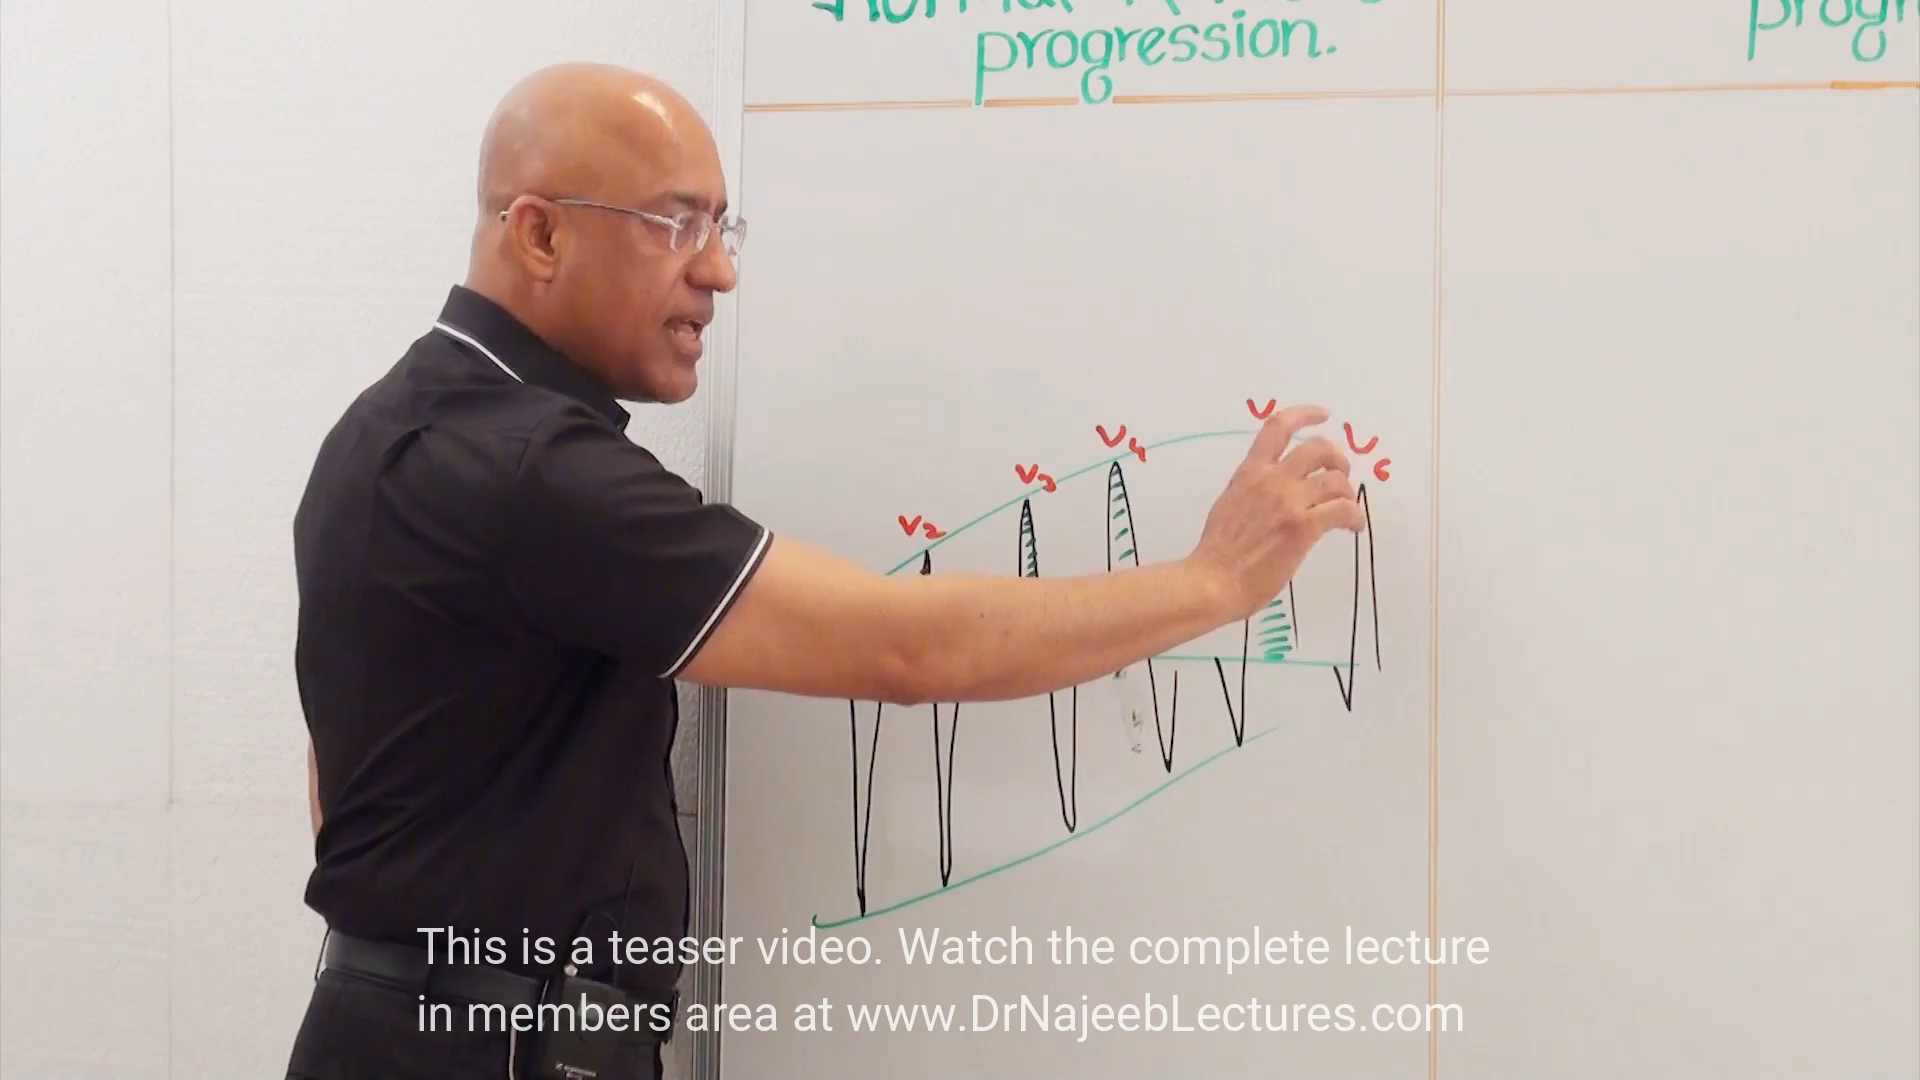 Normal
progression.
progr
V
V6
V4
V3
V2
This is a teaser video. Watch the complete lecture
in members area at www.DrNajeebLectures.com